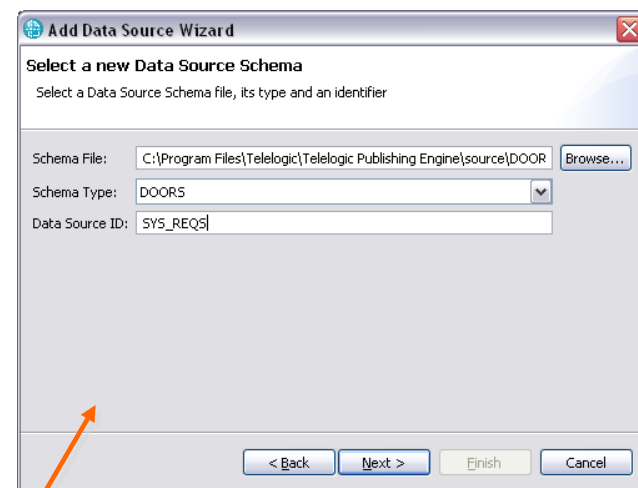 Add Data Source Wizard
Select a new Data Source Schema
Select a Data Source Schema file, its type and an identifier
Schema File: C:\Program Files\Telelogic\Telelogic Publishing Engine\source\DOOR Browse...
Schema Type: DOORS
Data Source ID: SYS_REQS
< Back Next > Finish Cancel